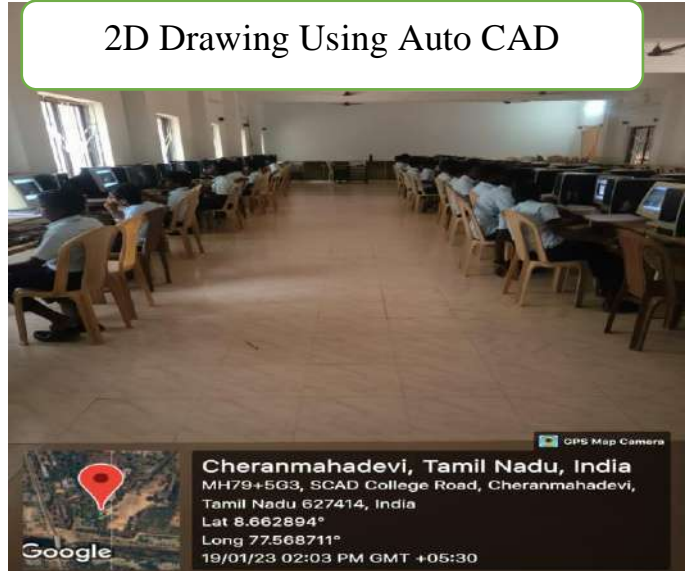 2D Drawing Using Auto CAD
GPS Map Camera
Cheranmahadevi, Tamil Nadu, India
MH79+5G3, SCAD College Road, Cheranmahadevi,
Tamil Nadu 627414, India
Lat 8.662894°
Long 77.568711°
19/01/23 02:03 PM GMT +05:30
Google